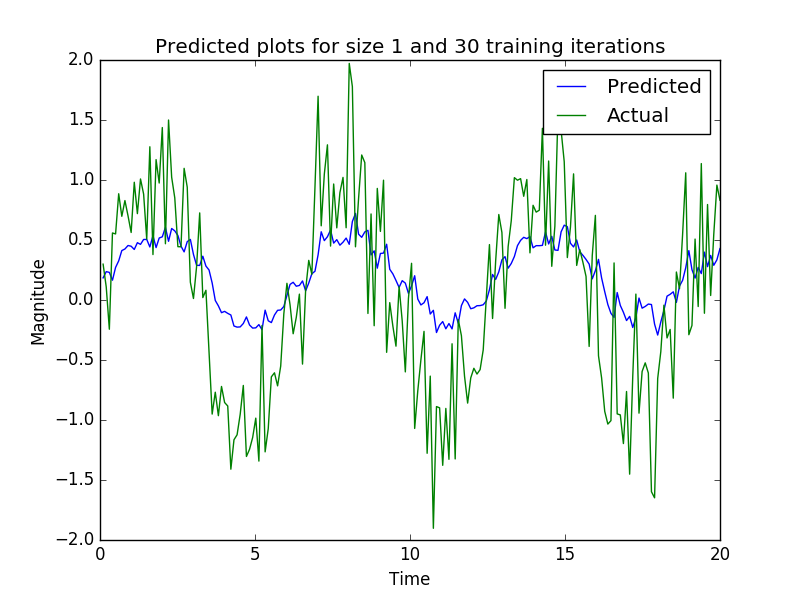 Predicted plots for size 1 and 30 training iterations
Predicted
Actual
2.0
1.5
1.0
0.5
0.0
−0.5
−1.0
−1.5
−2.0
Magnitude
0
5
10
15
20
Time